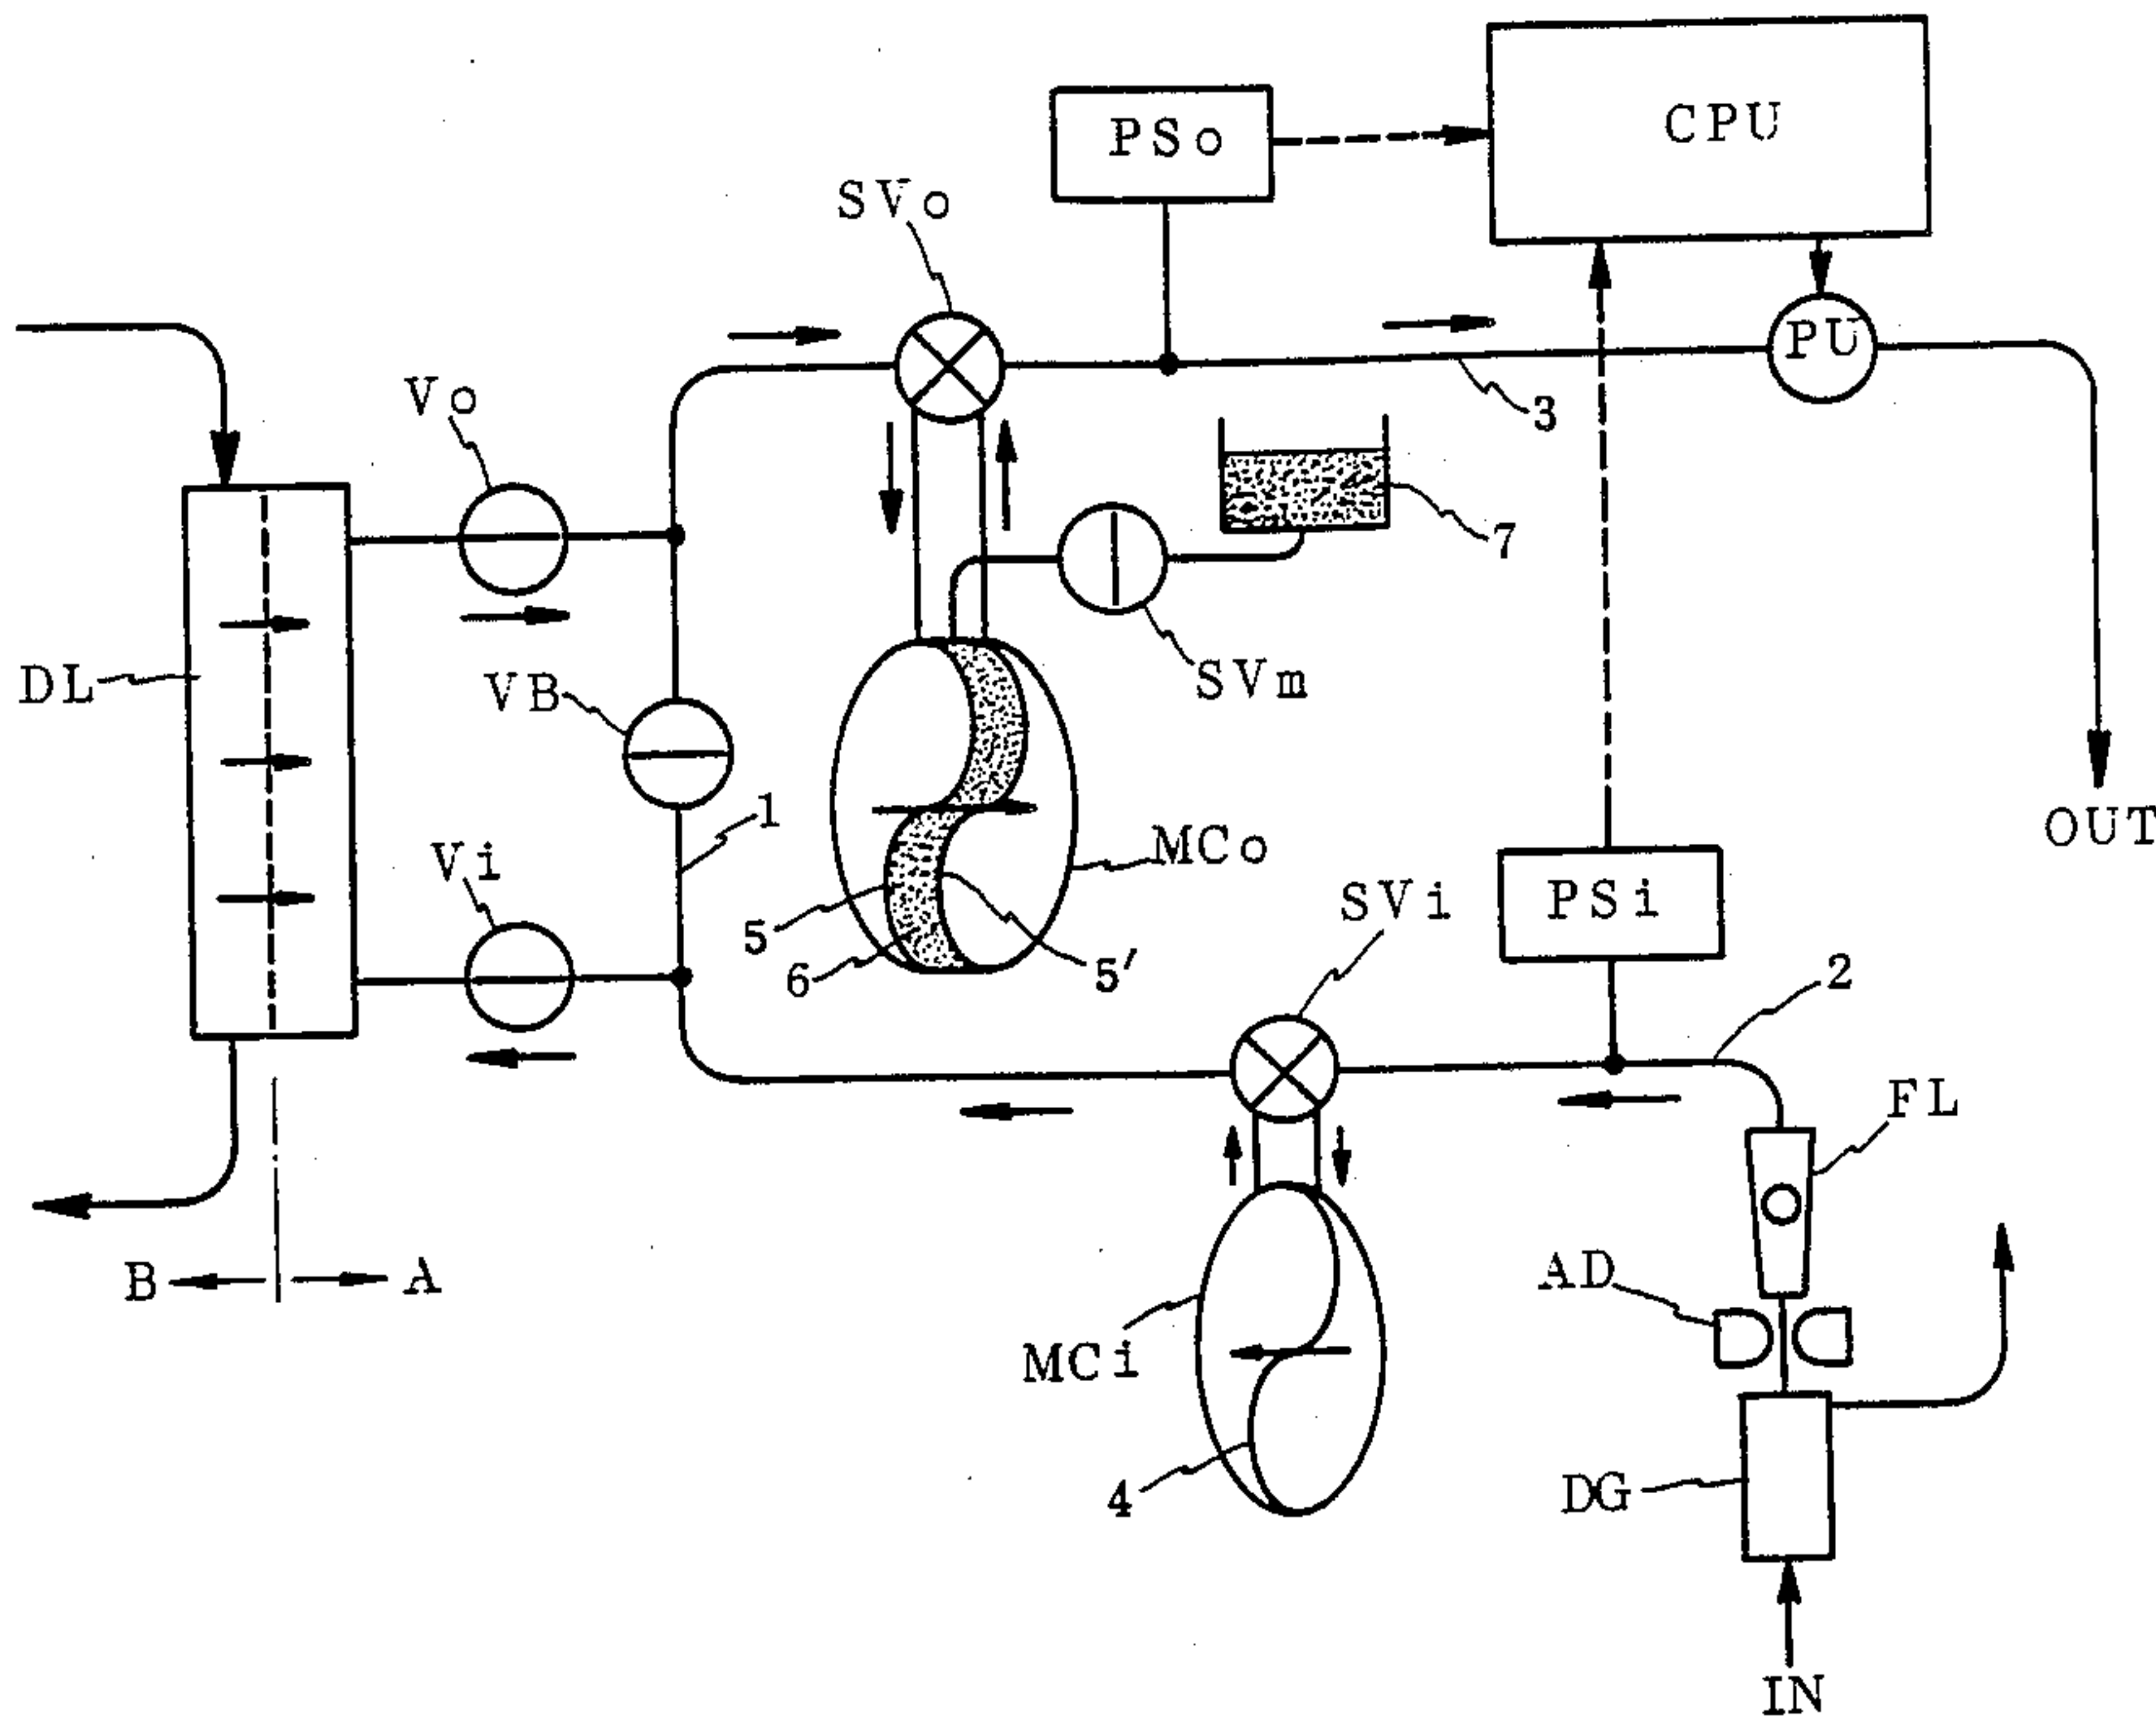 CPU
PSo
SVo
PU
Vo
3
7
DL
VB
SVm
1
OUT
Vi
MCo
SVi
PSi
5
6
5'
2
FL
B
A
AD
MCi
4
DG
IN